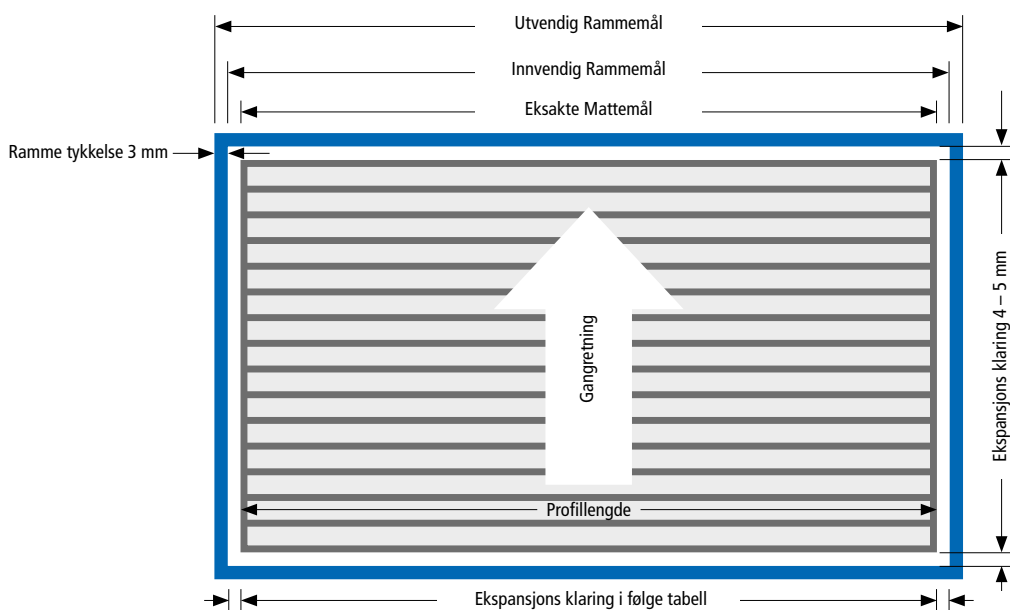 Utvendig Rammemål
Innvendig Rammemål
Eksakte Mattemål
Ramme tykkelse 3 mm
Gangretning
Ekspansjons klaring 4 – 5 mm
Profillengde
Ekspansjons klaring i følge tabell